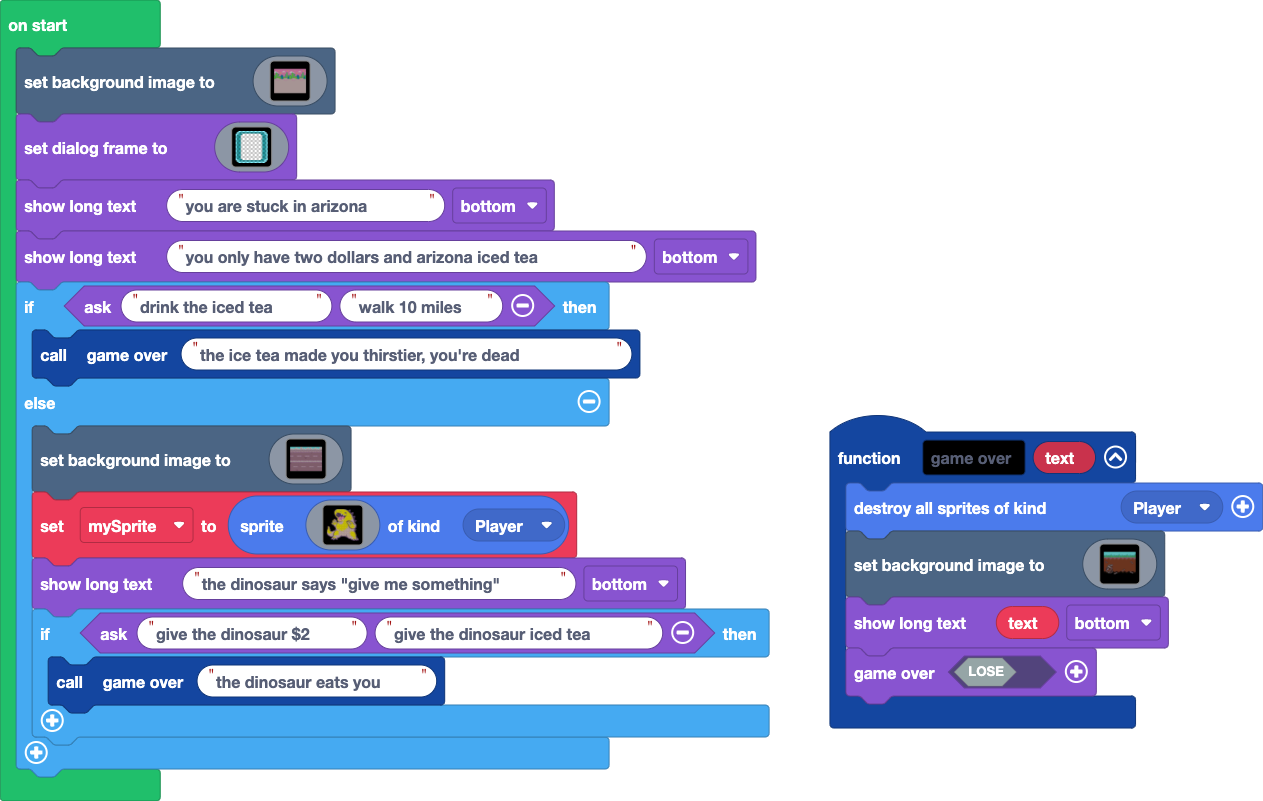 on start
set background image to
set dialog frame to
show long text "you are stuck in arizona" bottom
show long text "you only have two dollars and arizona iced tea" bottom
if ask "drink the iced tea" "walk 10 miles" then
call game over "the ice tea made you thirstier, you're dead"
else
set background image to
set mySprite to sprite of kind Player
show long text "the dinosaur says "give me something"" bottom
if ask "give the dinosaur $2" "give the dinosaur iced tea" then
call game over "the dinosaur eats you"
function game over text
destroy all sprites of kind Player
set background image to
show long text text bottom
game over LOSE